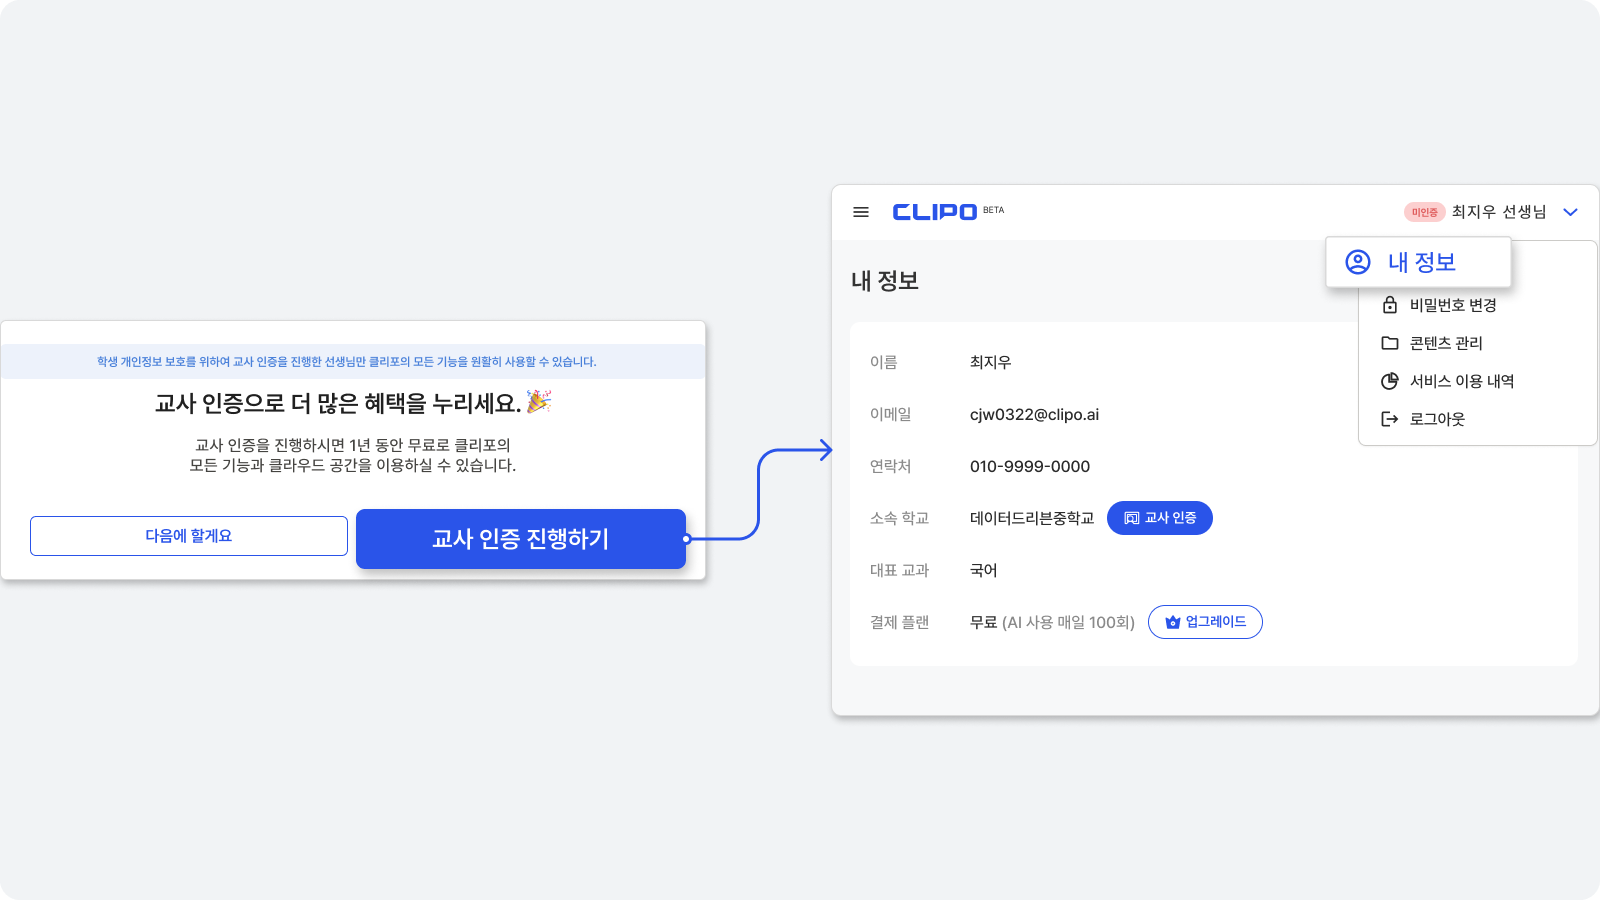 학생 개인정보 보호를 위하여 교사 인증을 진행한 선생님만 클리포의 모든 기능을 원활히 사용할 수 있습니다.
교사 인증으로 더 많은 혜택을 누리세요.🎉
교사 인증을 진행하시면 1년 동안 무료로 클리포의
모든 기능과 클라우드 공간을 이용하실 수 있습니다.
다음에 할게요
교사 인증 진행하기
CLIPO BETA
미인증 최지우 선생님
내 정보
비밀번호 변경
콘텐츠 관리
서비스 이용 내역
로그아웃
내 정보
이름 최지우
이메일 cjw0322@clipo.ai
연락처 010-9999-0000
소속 학교 데이터드리븐중학교 교사 인증
대표 교과 국어
결제 플랜 무료 (AI 사용 매일 100회) 업그레이드